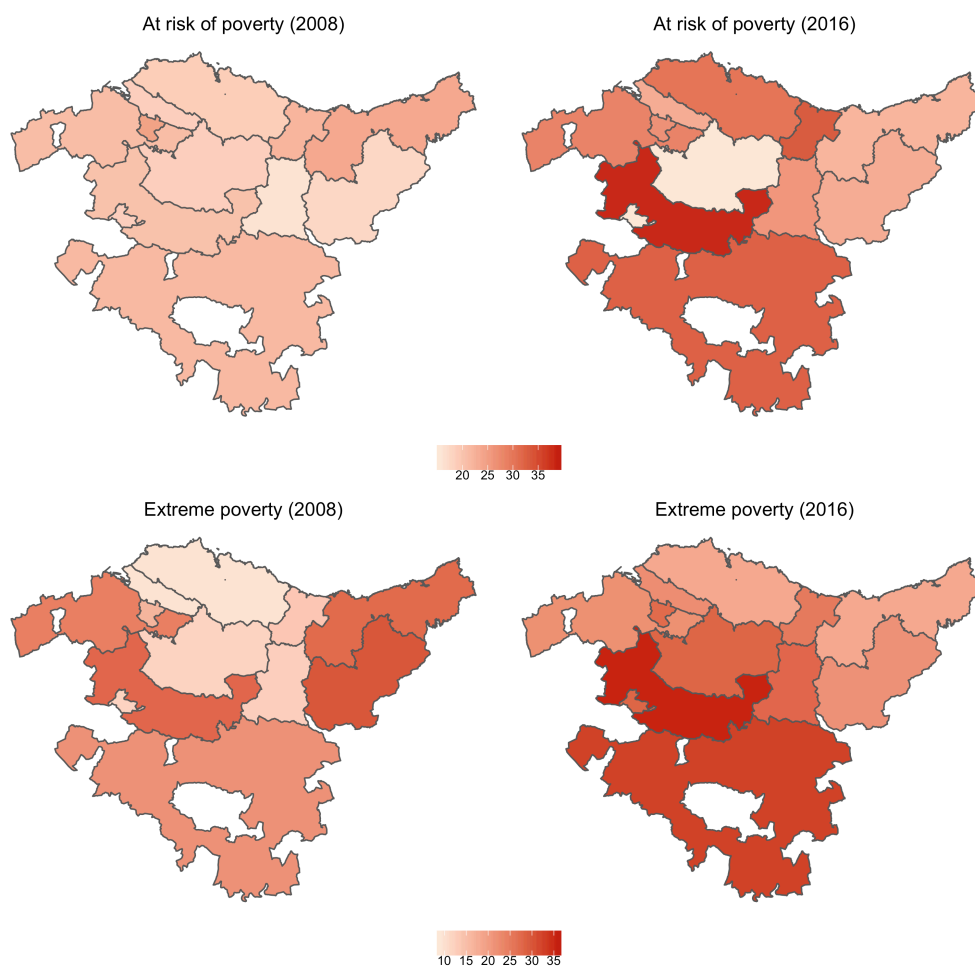 At risk of poverty (2008)
At risk of poverty (2016)
20 25 30 35
Extreme poverty (2008)
Extreme poverty (2016)
10 15 20 25 30 35